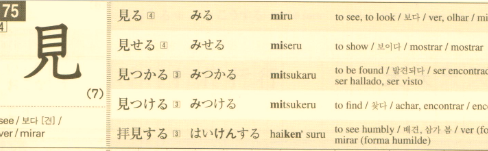 75
4]
見
(7)
see / 보다 [견] /
ver / mirar
見る 4 みる miru to see, to look / 보다 / ver, olhar / mi
見せる 4 みせる miseru to show / 보이다 / mostrar / mostrar
見つかる 3 みつかる mitsukaru to be found / 발견되다 / ser encontrad
ser hallado, ser visto
見つける 3 みつける mitsukeru to find / 찾다 / achar, encontrar / enc
拝見する 3 はいけんする haiken suru to see humbly / 배견, 삼가 봄 / ver (fo
mirar (forma humilde)